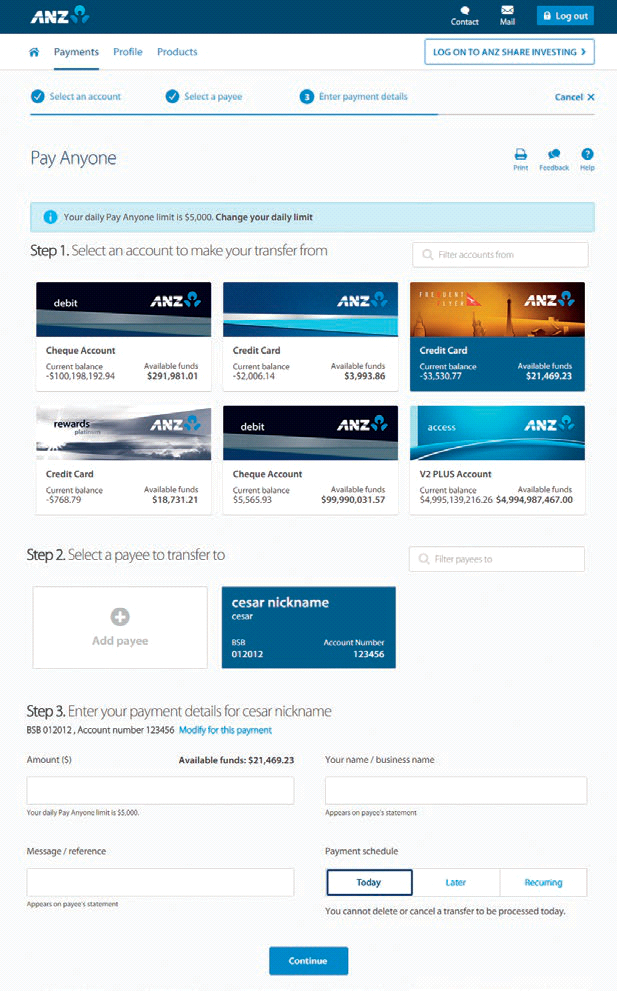 ANZ
Contact
Mail
Log out
Payments
Profile
Products
LOG ON TO ANZ SHARE INVESTING >
Select an account
Select a payee
3 Enter payment details
Cancel ×
Pay Anyone
Print
Feedback
? Help
i Your daily Pay Anyone limit is $5,000. Change your daily limit
Step 1. Select an account to make your transfer from
Filter accounts from
debit ANZ
Cheque Account
Current balance Available funds
-$100,198,192.94 $291,981.01
ANZ
Credit Card
Current balance Available funds
-$2,006.14 $3,993.86
FREQUENT FLYER ANZ
Credit Card
Current balance Available funds
-$3,530.77 $21,469.23
rewards platinum ANZ
Credit Card
Current balance Available funds
-$768.79 $18,731.21
debit ANZ
Cheque Account
Current balance Available funds
$5,565.93 $99,990,031.57
access ANZ
V2 PLUS Account
Current balance Available funds
$4,995,139,216.26 $4,994,987,467.00
Step 2. Select a payee to transfer to
Filter payees to
Add payee
cesar nickname
cesar
BSB Account Number
012012 123456
Step 3. Enter your payment details for cesar nickname
BSB 012012 , Account number 123456 Modify for this payment
Amount ($) Available funds: $21,469.23
Your daily Pay Anyone limit is $5,000.
Your name / business name
Appears on payee's statement
Message / reference
Appears on payee's statement
Payment schedule
Today Later Recurring
You cannot delete or cancel a transfer to be processed today.
Continue